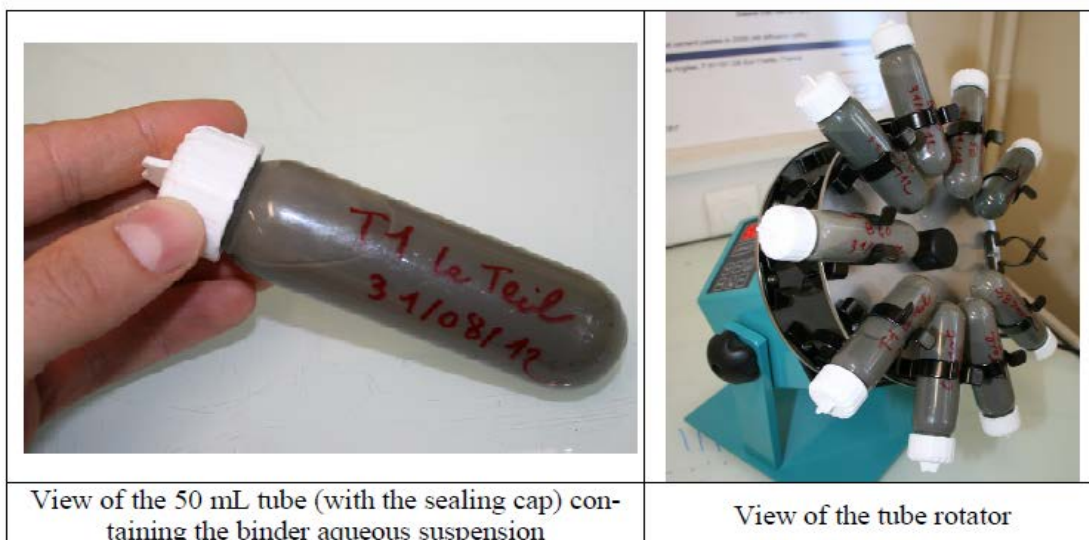 T1 le Teil
31/08/12
View of the 50 mL tube (with the sealing cap) con-
taining the binder aqueous suspension
View of the tube rotator